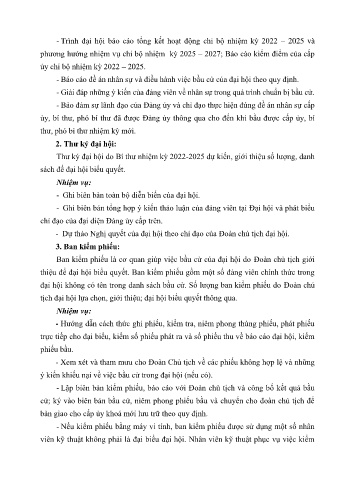 - Trình đại hội báo cáo tổng kết hoạt động chi bộ nhiệm kỳ 2022 – 2025 và
phương hướng nhiệm vụ chi bộ nhiệm kỳ 2025 – 2027; Báo cáo kiểm điểm của cấp
ủy chi bộ nhiệm kỳ 2022 – 2025.
- Báo cáo đề án nhân sự và điều hành việc bầu cử của đại hội theo quy định.
- Giải đáp những ý kiến của đảng viên về nhân sự trong quá trình chuẩn bị bầu cử.
- Bảo đảm sự lãnh đạo của Đảng ủy và chỉ đạo thực hiện đúng đề án nhân sự cấp
ủy, bí thư, phó bí thư đã được Đảng ủy thông qua cho đến khi bầu được cấp ủy, bí
thư, phó bí thư nhiệm kỳ mới.
2. Thư ký đại hội:
Thư ký đại hội do Bí thư nhiệm kỳ 2022-2025 dự kiến, giới thiệu số lượng, danh
sách để đại hội biểu quyết.
Nhiệm vụ:
- Ghi biên bản toàn bộ diễn biến của đại hội.
- Ghi biên bản tổng hợp ý kiến thảo luận của đảng viên tại Đại hội và phát biểu
chỉ đạo của đại diện Đảng ủy cấp trên.
- Dự thảo Nghị quyết của đại hội theo chỉ đạo của Đoàn chủ tịch đại hội.
3. Ban kiểm phiếu:
Ban kiểm phiếu là cơ quan giúp việc bầu cử của đại hội do Đoàn chủ tịch giới
thiệu để đại hội biểu quyết. Ban kiểm phiếu gồm một số đảng viên chính thức trong
đại hội không có tên trong danh sách bầu cử. Số lượng ban kiểm phiếu do Đoàn chủ
tịch đại hội lựa chọn, giới thiệu; đại hội biểu quyết thông qua.
Nhiệm vụ:
- Hướng dẫn cách thức ghi phiếu, kiểm tra, niêm phong thùng phiếu, phát phiếu
trực tiếp cho đại biểu, kiểm số phiếu phát ra và số phiếu thu về báo cáo đại hội, kiểm
phiếu bầu.
- Xem xét và tham mưu cho Đoàn Chủ tịch về các phiếu không hợp lệ và những
ý kiến khiếu nại về việc bầu cử trong đại hội (nếu có).
- Lập biên bản kiểm phiếu, báo cáo với Đoàn chủ tịch và công bố kết quả bầu
cử; ký vào biên bản bầu cử, niêm phong phiếu bầu và chuyển cho đoàn chủ tịch để
bàn giao cho cấp ủy khoá mới lưu trữ theo quy định.
- Nếu kiểm phiếu bằng máy vi tính, ban kiểm phiếu được sử dụng một số nhân
viên kỹ thuật không phải là đại biểu đại hội. Nhân viên kỹ thuật phục vụ việc kiểm